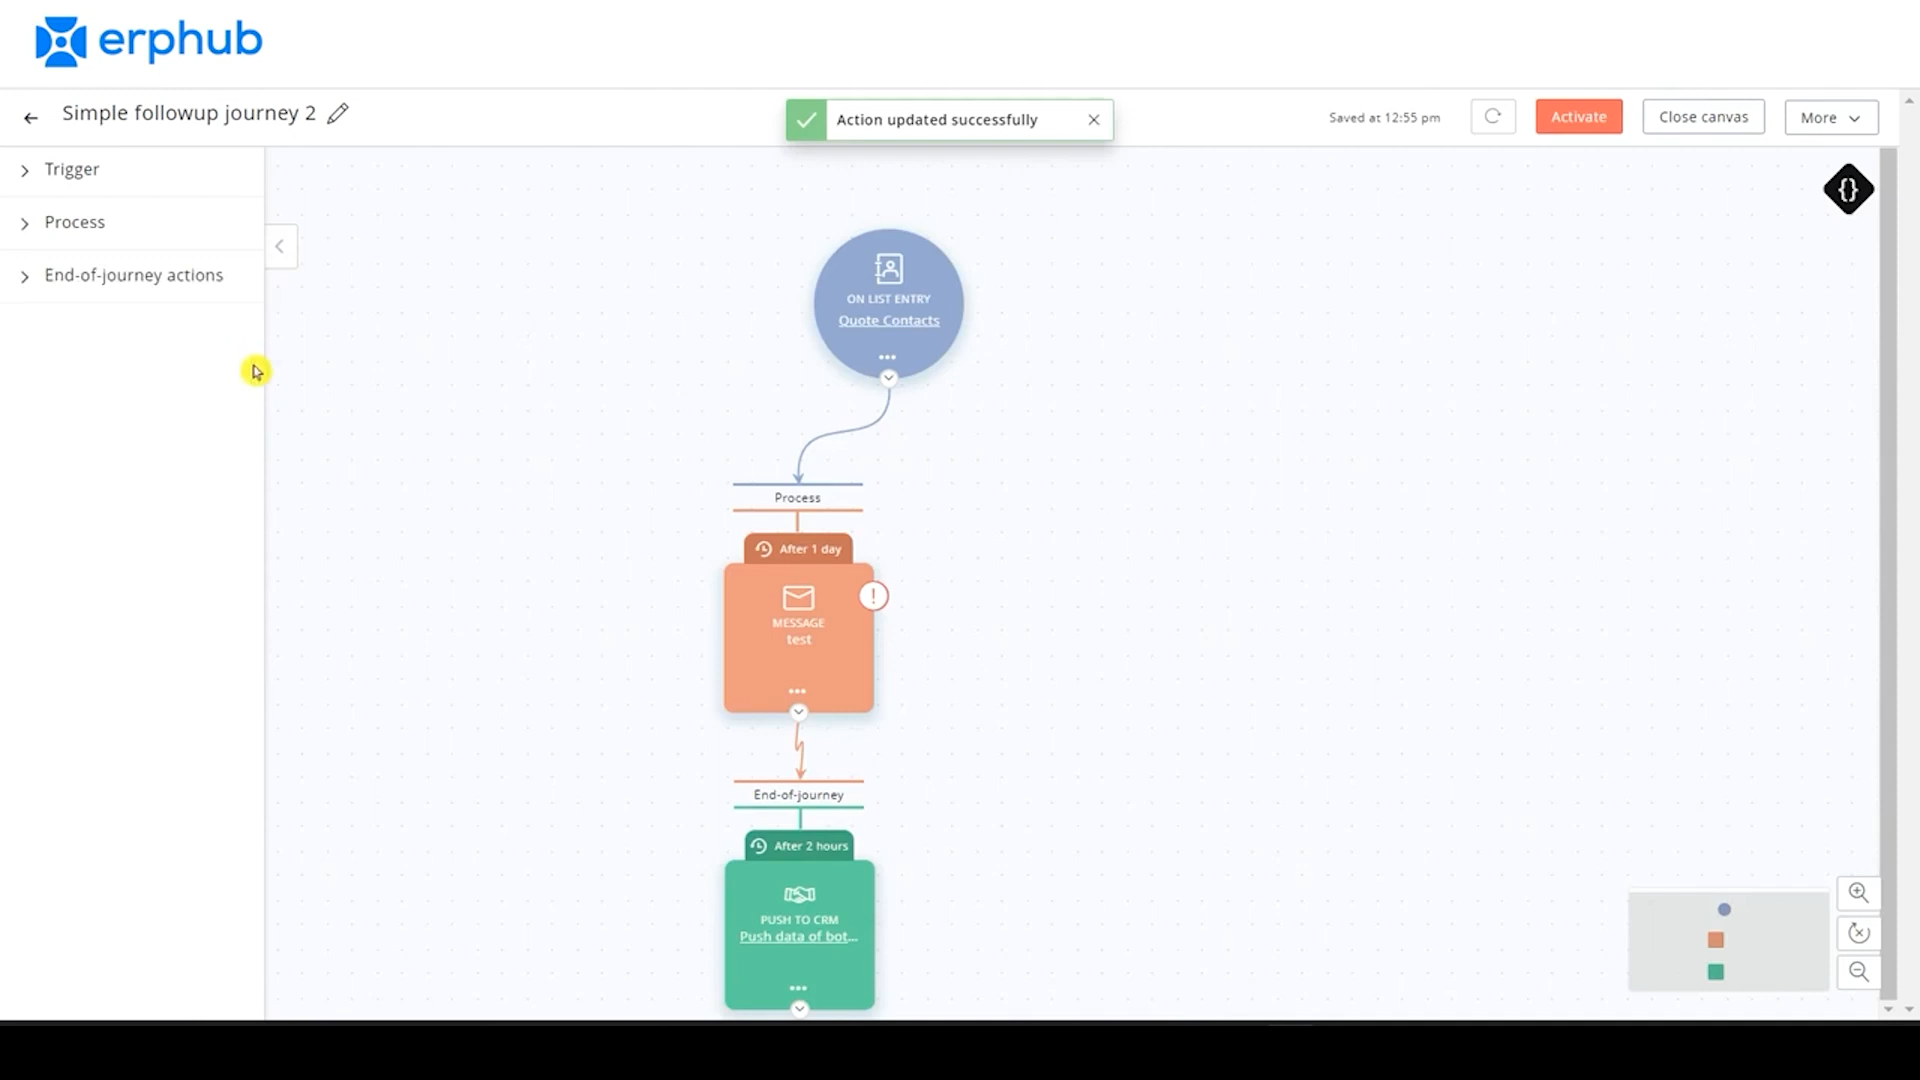 erphub
Simple followup journey 2
Action updated successfully
Saved at 12:55 pm
Activate
Close canvas
More
Trigger
Process
End-of-journey actions
{}
ON LIST ENTRY
Quote Contacts
Process
After 1 day
!
MESSAGE
test
End-of-journey
After 2 hours
PUSH TO CRM
Push data of bot...